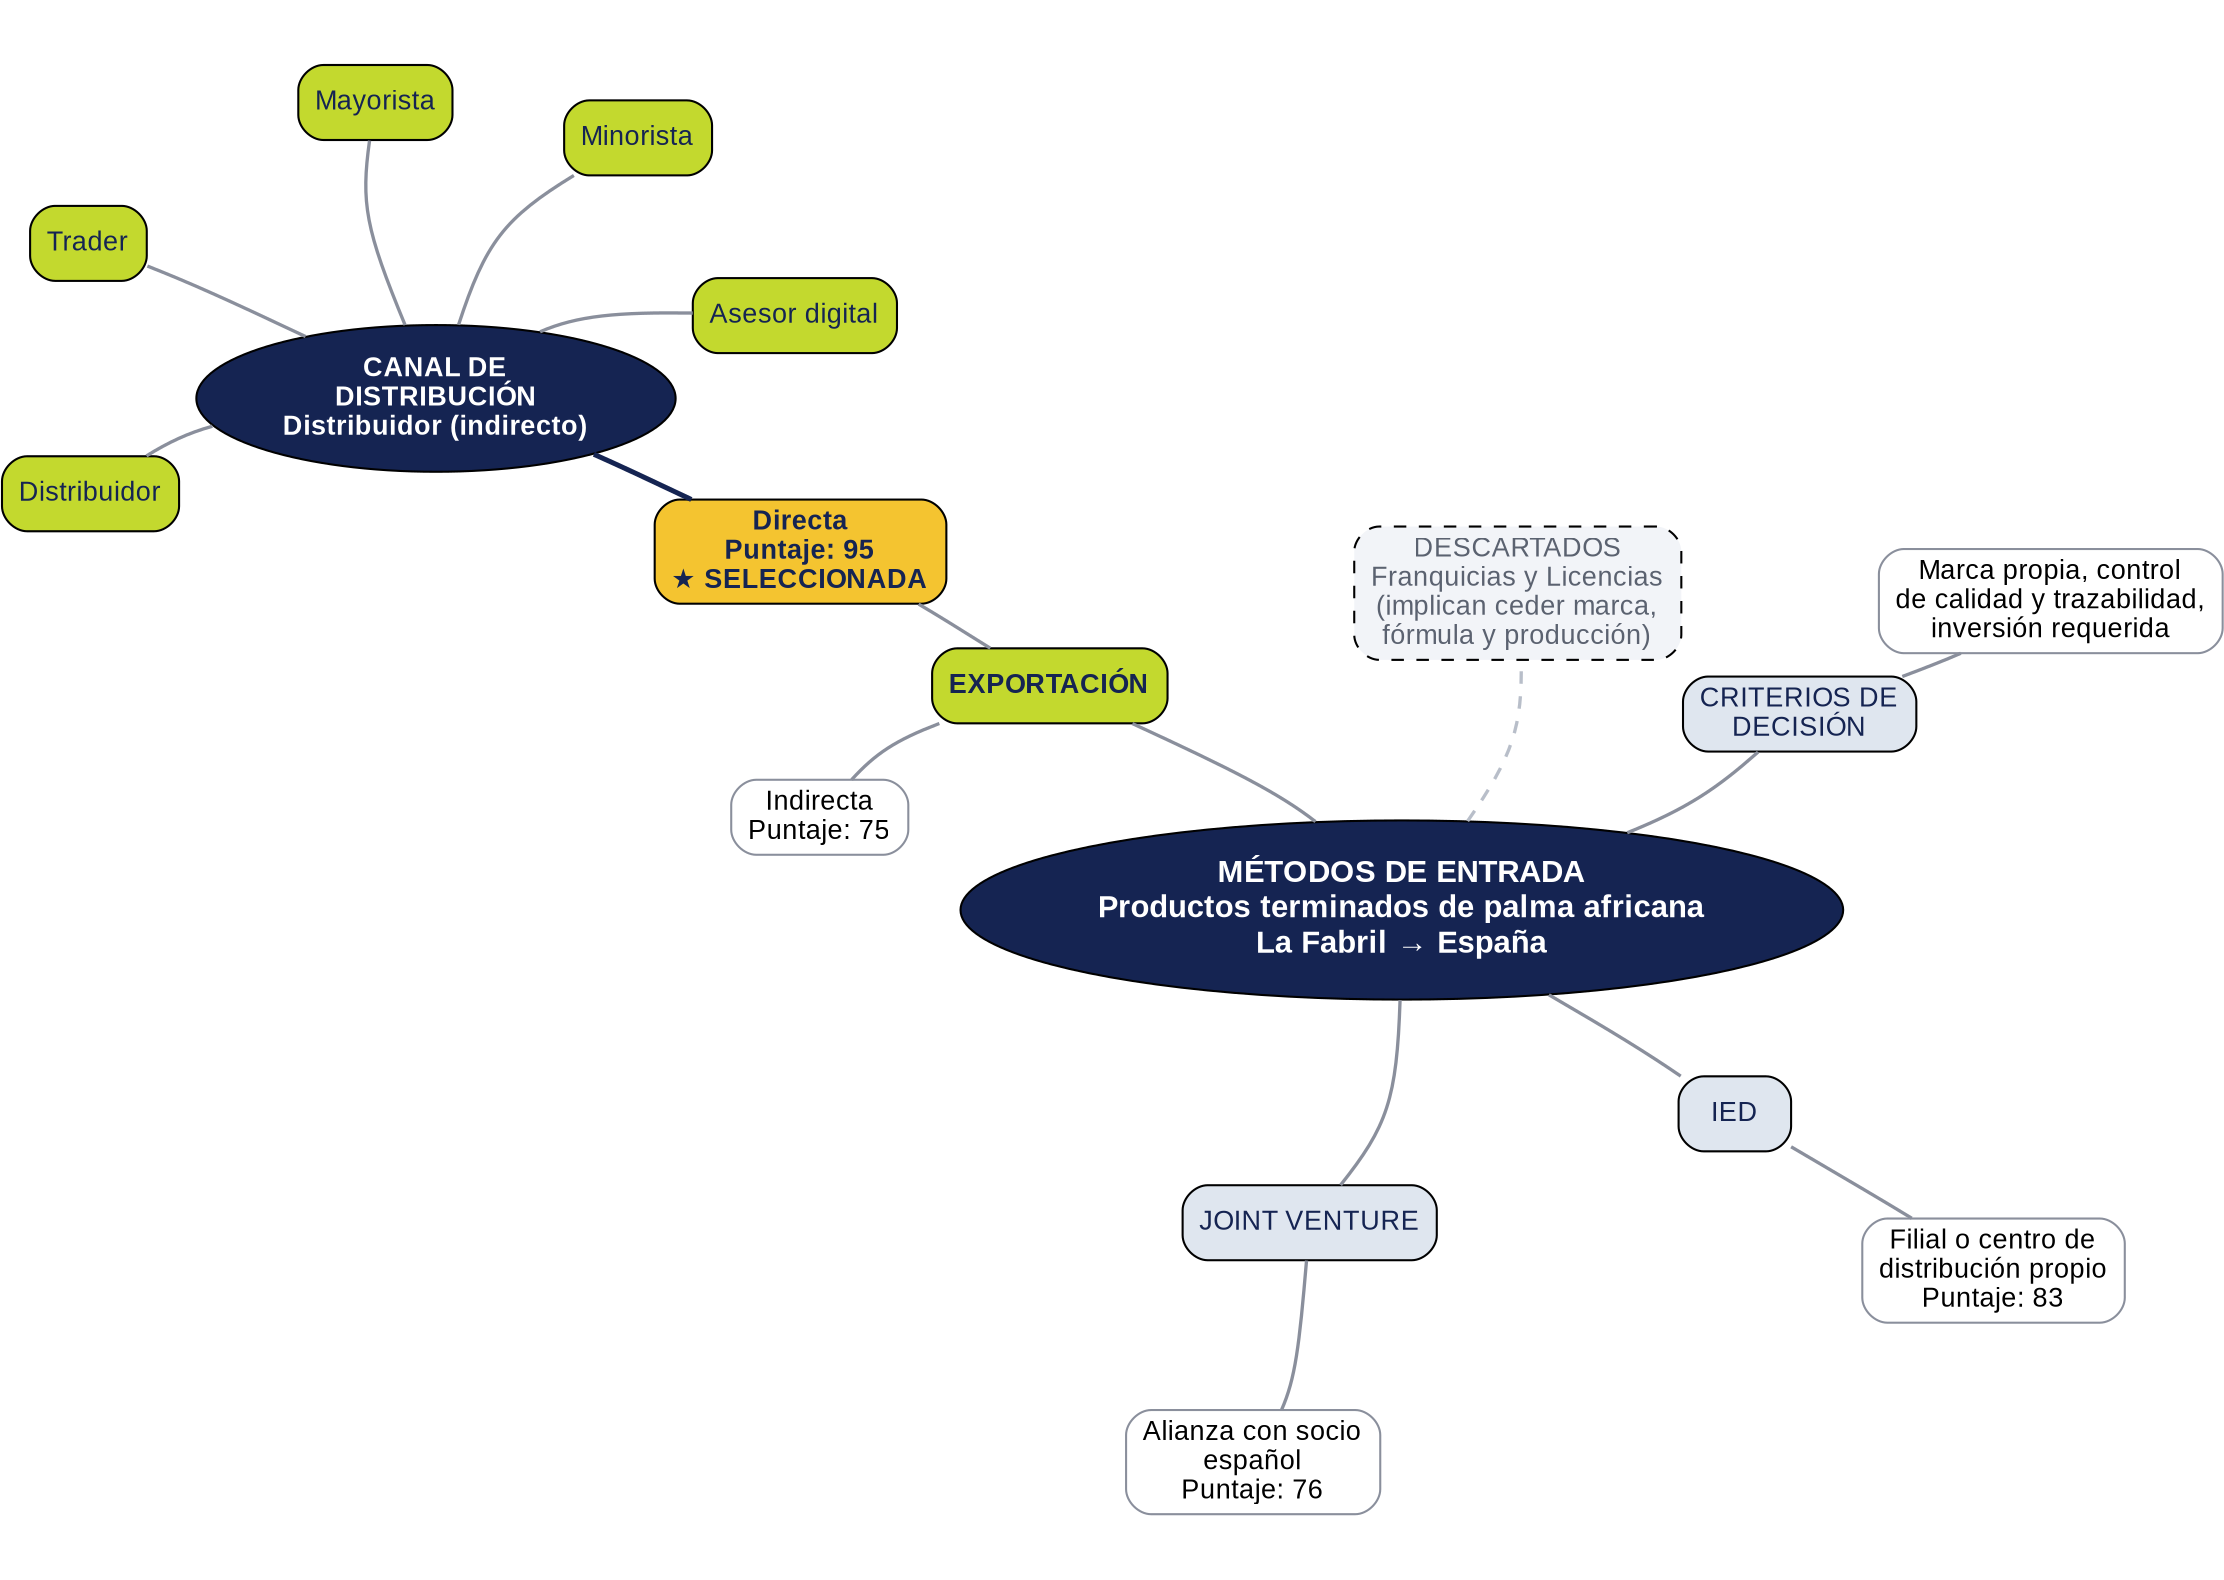 Mayorista
Minorista
Trader
Asesor digital
CANAL DE
DISTRIBUCIÓN
Distribuidor (indirecto)
Distribuidor
Directa
Puntaje: 95
★ SELECCIONADA
DESCARTADOS
Franquicias y Licencias
(implican ceder marca,
fórmula y producción)
Marca propia, control
de calidad y trazabilidad,
inversión requerida
EXPORTACIÓN
CRITERIOS DE
DECISIÓN
Indirecta
Puntaje: 75
MÉTODOS DE ENTRADA
Productos terminados de palma africana
La Fabril → España
IED
JOINT VENTURE
Filial o centro de
distribución propio
Puntaje: 83
Alianza con socio
español
Puntaje: 76